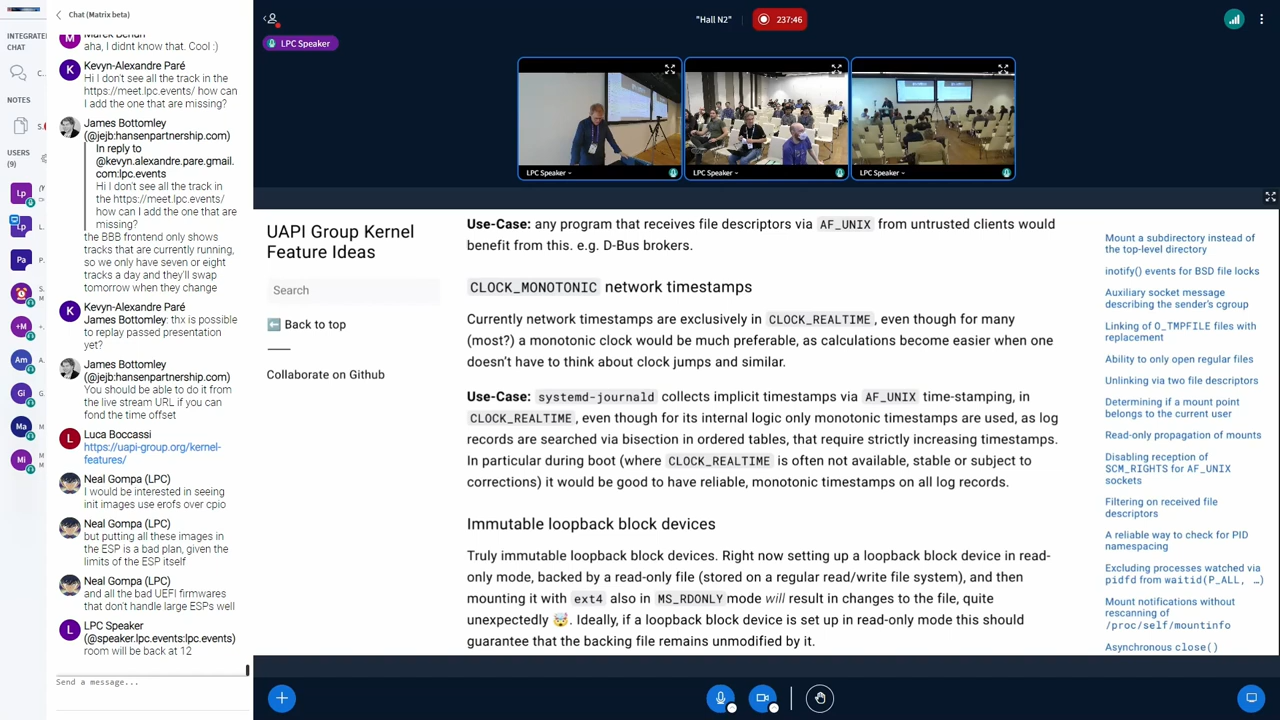 INTEGRATE
CHAT
C..
NOTES
S.
USERS
(9)
Lp
Lp
Pa
P.
S.
M
+M
+.
Am
A.
Gi
G.
Ma
M.
Mi
Chat (Matrix beta)
M
Marek Behún
aha, I didnt know that. Cool :)
K
Kevyn-Alexandre Paré
Hi I don't see all the track in the
https://meet.lpc.events/ how can
I add the one that are missing?
James Bottomley
(@jejb:hansenpartnership.com)
In reply to
@kevyn.alexandre.pare.gmail.
com:lpc.events
Hi I don't see all the track in
the https://meet.lpc.events/
how can I add the one that are
missing?
the BBB frontend only shows
tracks that are currently running,
so we only have seven or eight
tracks a day and they'll swap
tomorrow when they change
K
Kevyn-Alexandre Paré
James Bottomley: thx is possible
to replay passed presentation
yet?
James Bottomley
(@jejb:hansenpartnership.com)
You should be able to do it from
the live stream URL if you can
fond the time offset
L
Luca Boccassi
https://uapi-group.org/kernel-
features/
Neal Gompa (LPC)
I would be interested in seeing
init images use erofs over cpio
Neal Gompa (LPC)
but putting all these images in
the ESP is a bad plan, given the
limits of the ESP itself
Neal Gompa (LPC)
and all the bad UEFI firmwares
that don't handle large ESPs well
L
LPC Speaker
(@speaker.lpc.events:lpc.events)
room will be back at 12
Send a message...
"Hall N2"
237:46
LPC Speaker
LPC Speaker
LPC Speaker
LPC Speaker
UAPI Group Kernel
Feature Ideas
Search
Back to top
Collaborate on Github
Use-Case: any program that receives file descriptors via AF_UNIX from untrusted clients would
benefit from this. e.g. D-Bus brokers.
CLOCK_MONOTONIC network timestamps
Currently network timestamps are exclusively in CLOCK_REALTIME, even though for many
(most?) a monotonic clock would be much preferable, as calculations become easier when one
doesn't have to think about clock jumps and similar.
Use-Case: systemd-journald collects implicit timestamps via AF_UNIX time-stamping, in
CLOCK_REALTIME, even though for its internal logic only monotonic timestamps are used, as log
records are searched via bisection in ordered tables, that require strictly increasing timestamps.
In particular during boot (where CLOCK_REALTIME is often not available, stable or subject to
corrections) it would be good to have reliable, monotonic timestamps on all log records.
Immutable loopback block devices
Truly immutable loopback block devices. Right now setting up a loopback block device in read-
only mode, backed by a read-only file (stored on a regular read/write file system), and then
mounting it with ext4 also in MS_RDONLY mode will result in changes to the file, quite
unexpectedly 🤯. Ideally, if a loopback block device is set up in read-only mode this should
guarantee that the backing file remains unmodified by it.
Mount a subdirectory instead of
the top-level directory
inotify() events for BSD file locks
Auxiliary socket message
describing the sender's cgroup
Linking of O_TMPFILE files with
replacement
Ability to only open regular files
Unlinking via two file descriptors
Determining if a mount point
belongs to the current user
Read-only propagation of mounts
Disabling reception of
SCM_RIGHTS for AF_UNIX
sockets
Filtering on received file
descriptors
A reliable way to check for PID
namespacing
Excluding processes watched via
pidfd from waitid(P_ALL, …)
Mount notifications without
rescanning of
/proc/self/mountinfo
Asynchronous close()